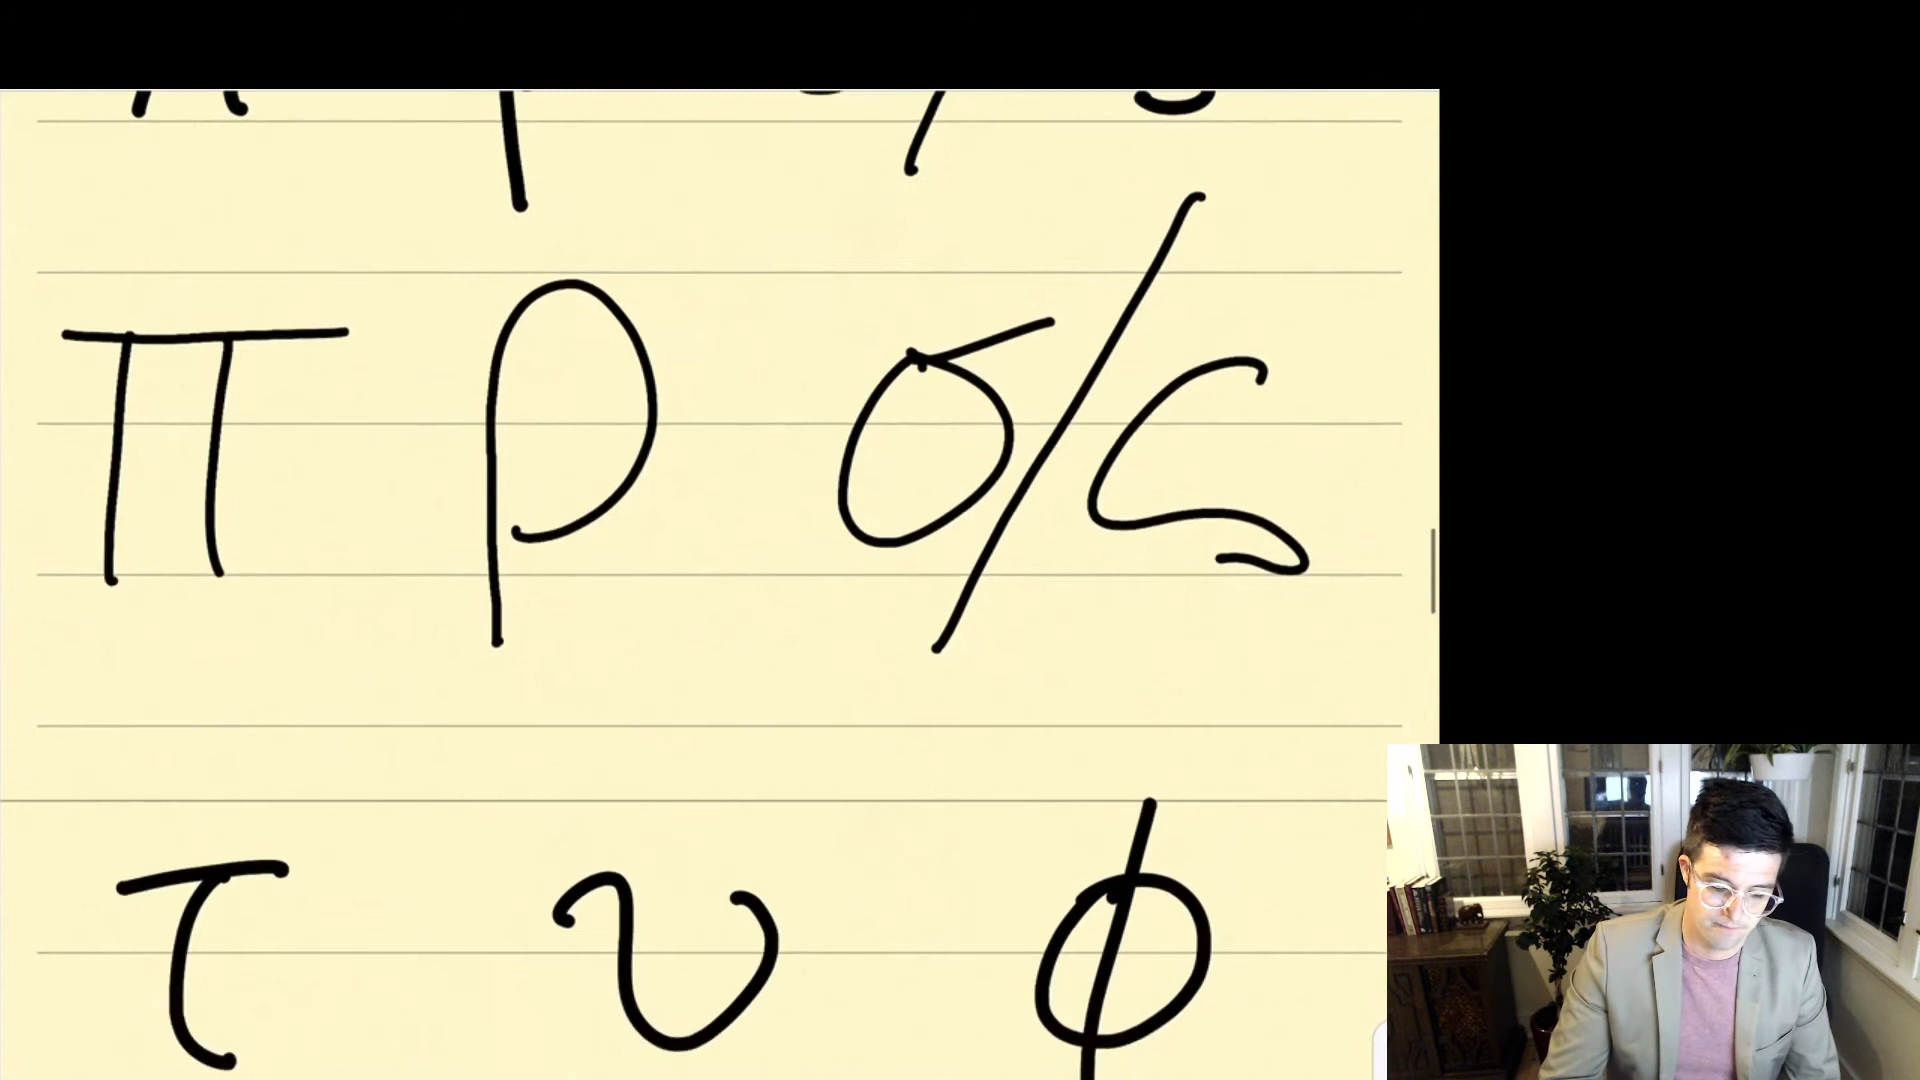 π ρ σ/ς
τ υ φ